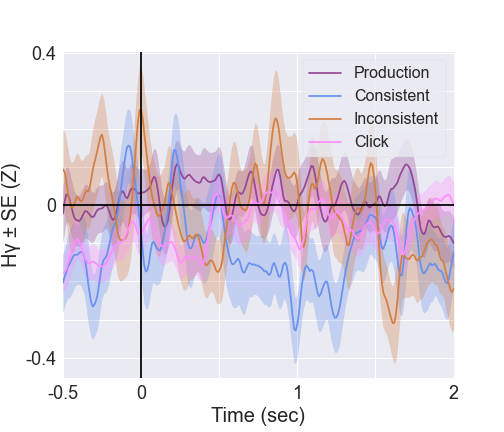 0.4
Production
Consistent
Inconsistent
Click
0
Hγ ± SE (Z)
-0.4
-0.5 0 1 2
Time (sec)